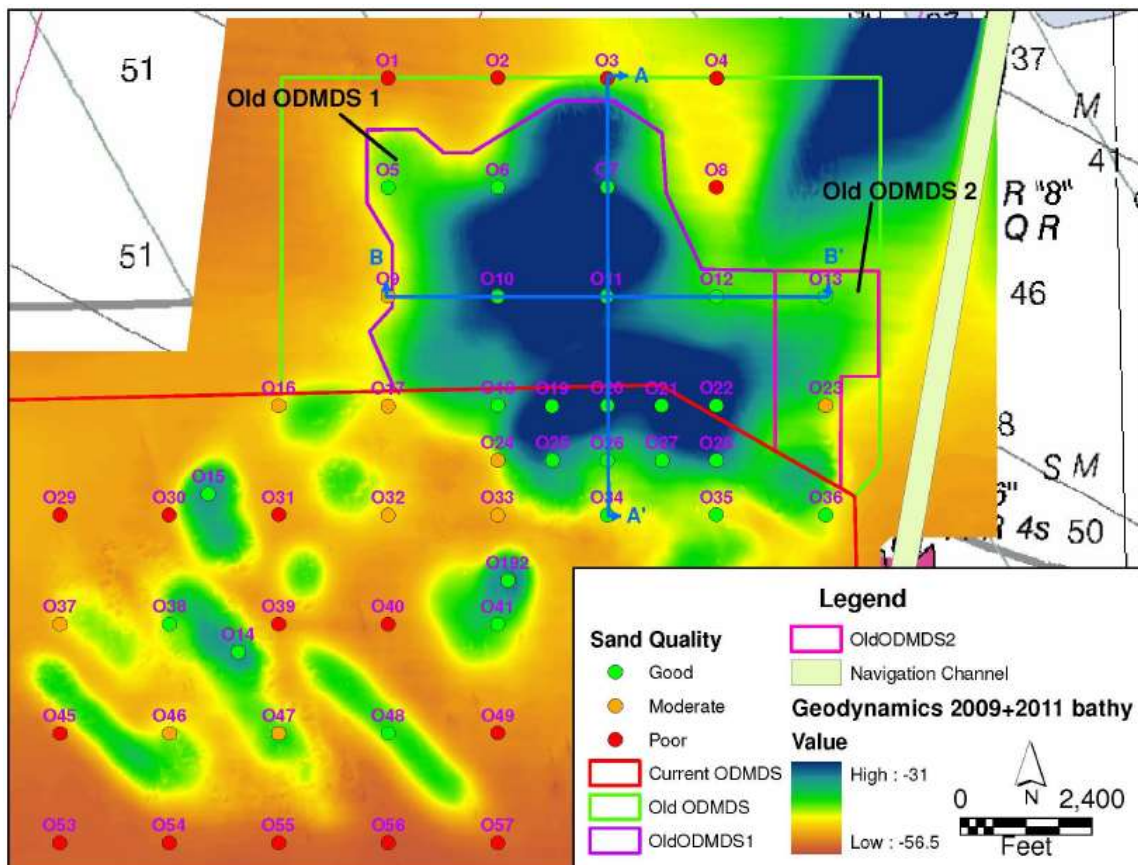 51
37
O1 O2 O3 O4
A
M
Old ODMDS 1
41
O5 O6 O7 O8
R "8"
Old ODMDS 2
Q R
51
B B'
O9 O10 O11 O12 O13
46
O16 O17 O18 O19 O20 O21 O22 O23
8
O24 O25 O26 O27 O28
S M
O15
O29 O30 O31 O32 O33 O34 O35 O36
6"
A'
R 4s 50
O192
O37 O38 O39 O40 O41
O14
O45 O46 O47 O48 O49
O53 O54 O55 O56 O57
Legend
Sand Quality
Good
Moderate
Poor
Current ODMDS
Old ODMDS
OldODMDS1
OldODMDS2
Navigation Channel
Geodynamics 2009+2011 bathy
Value
High : -31
Low : -56.5
N
0 2,400
Feet